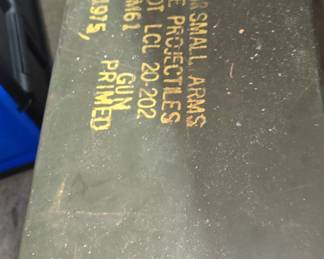 R SMALL ARMS
E PROJECTILES
OT LCL 20-202
M61 GUN
1975, PRIMED